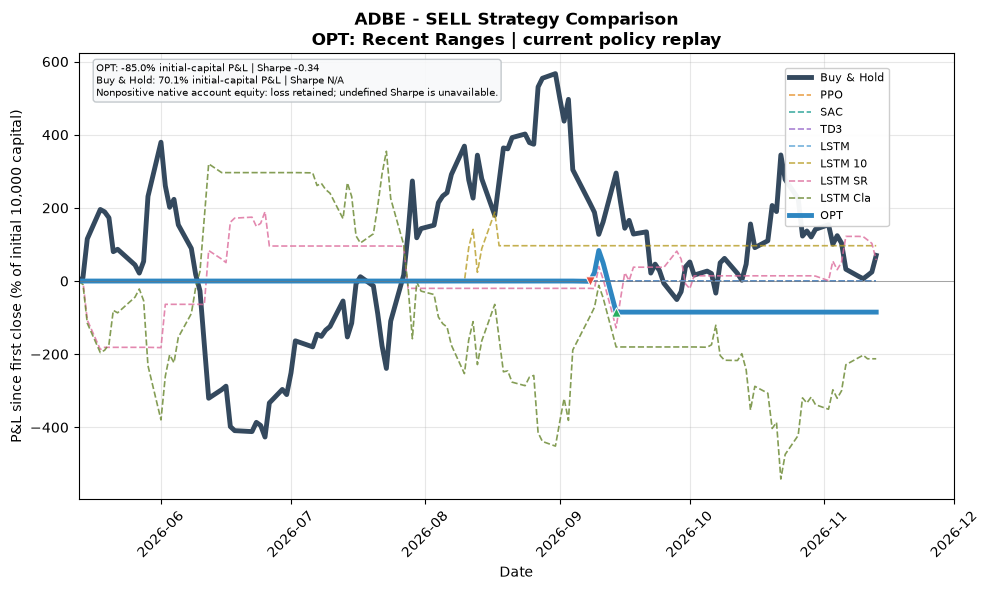 ADBE - SELL Strategy Comparison
OPT: Recent Ranges | current policy replay
OPT: -85.0% initial-capital P&L | Sharpe -0.34
Buy & Hold: 70.1% initial-capital P&L | Sharpe N/A
Nonpositive native account equity: loss retained; undefined Sharpe is unavailable.
Buy & Hold
PPO
SAC
TD3
LSTM
LSTM 10
LSTM SR
LSTM Cla
OPT
P&L since first close (% of initial 10,000 capital)
600
400
200
0
−200
−400
2026-06
2026-07
2026-08
2026-09
2026-10
2026-11
2026-12
Date